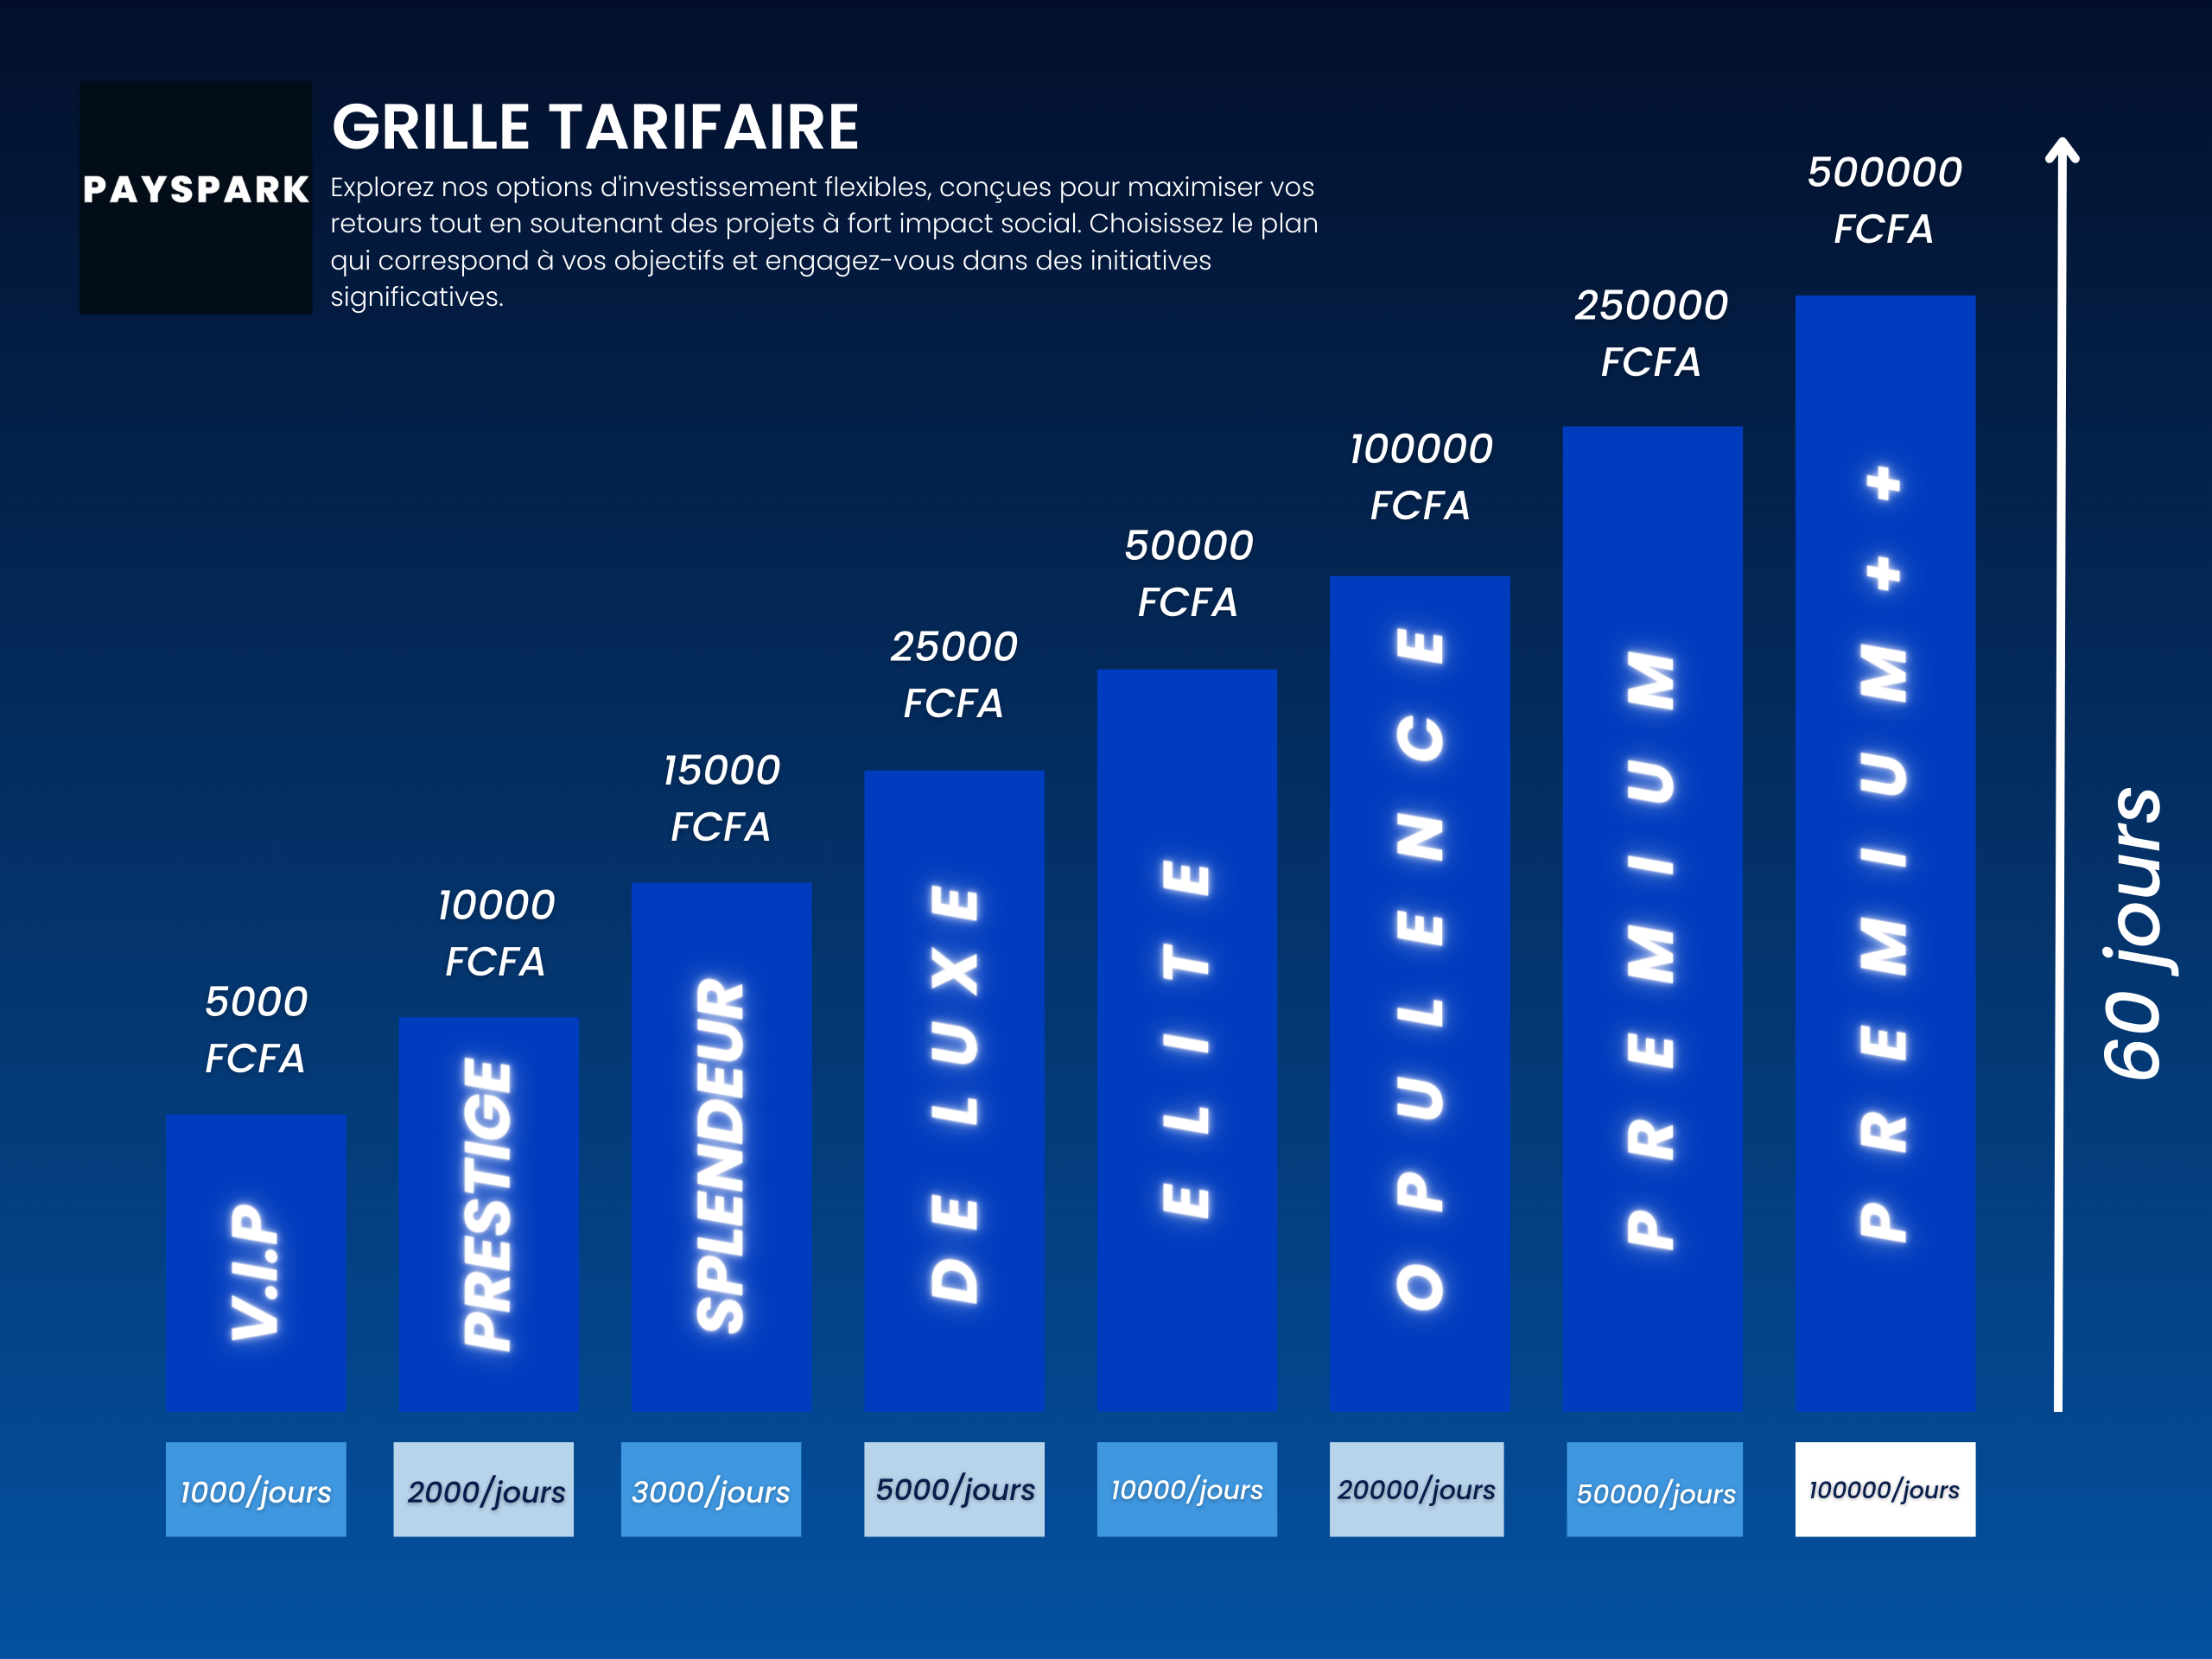 PAYSPARK
GRILLE TARIFAIRE
Explorez nos options d'investissement flexibles, conçues pour maximiser vos
retours tout en soutenant des projets à fort impact social. Choisissez le plan
qui correspond à vos objectifs et engagez-vous dans des initiatives
significatives.
5000
FCFA
V.I.P
1000/jours
10000
FCFA
PRESTIGE
2000/jours
15000
FCFA
SPLENDEUR
3000/jours
25000
FCFA
DE LUXE
5000/jours
50000
FCFA
ELITE
10000/jours
100000
FCFA
OPULENCE
20000/jours
250000
FCFA
PREMIUM
50000/jours
500000
FCFA
PREMIUM++
100000/jours
60 jours